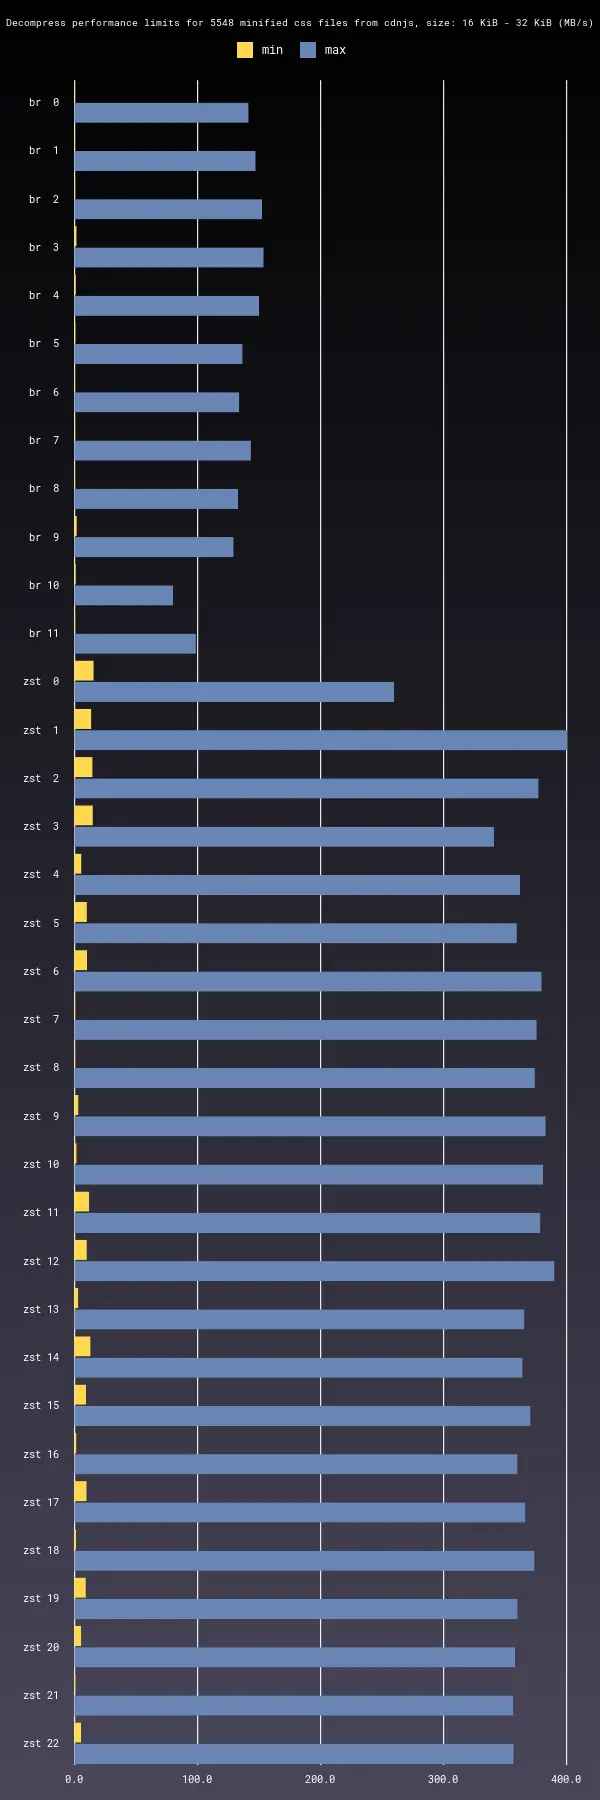 Decompress performance limits for 5548 minified css files from cdnjs, size: 16 KiB - 32 KiB (MB/s)
min max
br 0
br 1
br 2
br 3
br 4
br 5
br 6
br 7
br 8
br 9
br 10
br 11
zst 0
zst 1
zst 2
zst 3
zst 4
zst 5
zst 6
zst 7
zst 8
zst 9
zst 10
zst 11
zst 12
zst 13
zst 14
zst 15
zst 16
zst 17
zst 18
zst 19
zst 20
zst 21
zst 22
0.0 100.0 200.0 300.0 400.0